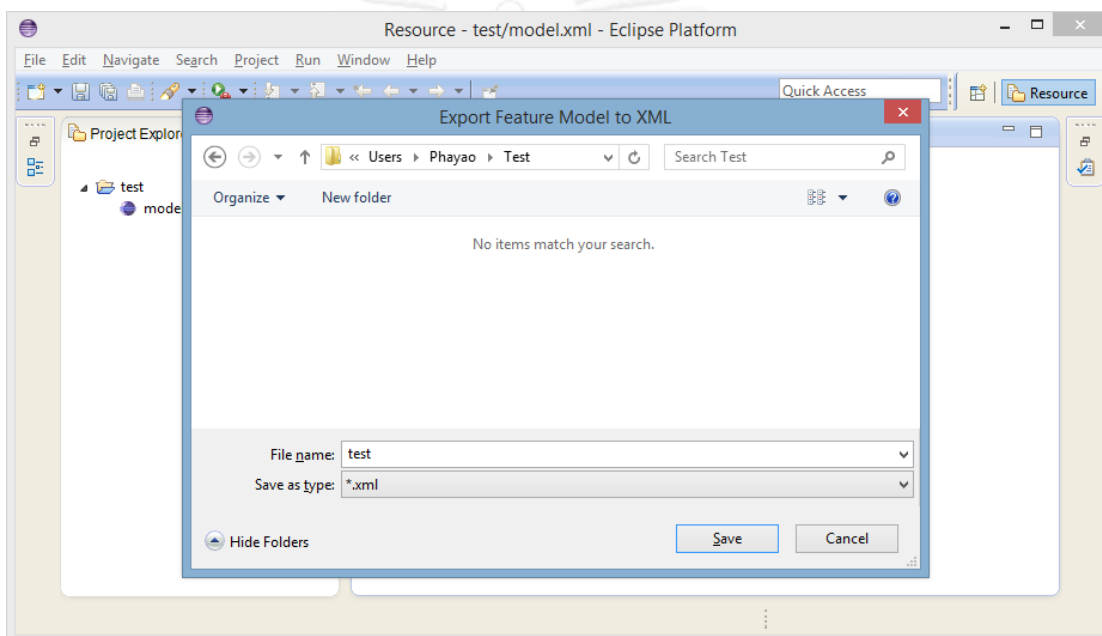 Resource - test/model.xml - Eclipse Platform
File Edit Navigate Search Project Run Window Help
Quick Access
Resource
Project Explor
test
mode
Export Feature Model to XML
« Users Phayao Test
Search Test
Organize New folder
No items match your search.
File name: test
Save as type: *.xml
Hide Folders
Save Cancel